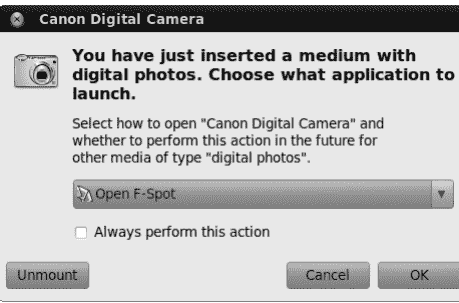 Canon Digital Camera
You have just inserted a medium with
digital photos. Choose what application to
launch.
Select how to open "Canon Digital Camera" and
whether to perform this action in the future for
other media of type "digital photos".
Open F-Spot
Always perform this action
Unmount Cancel OK